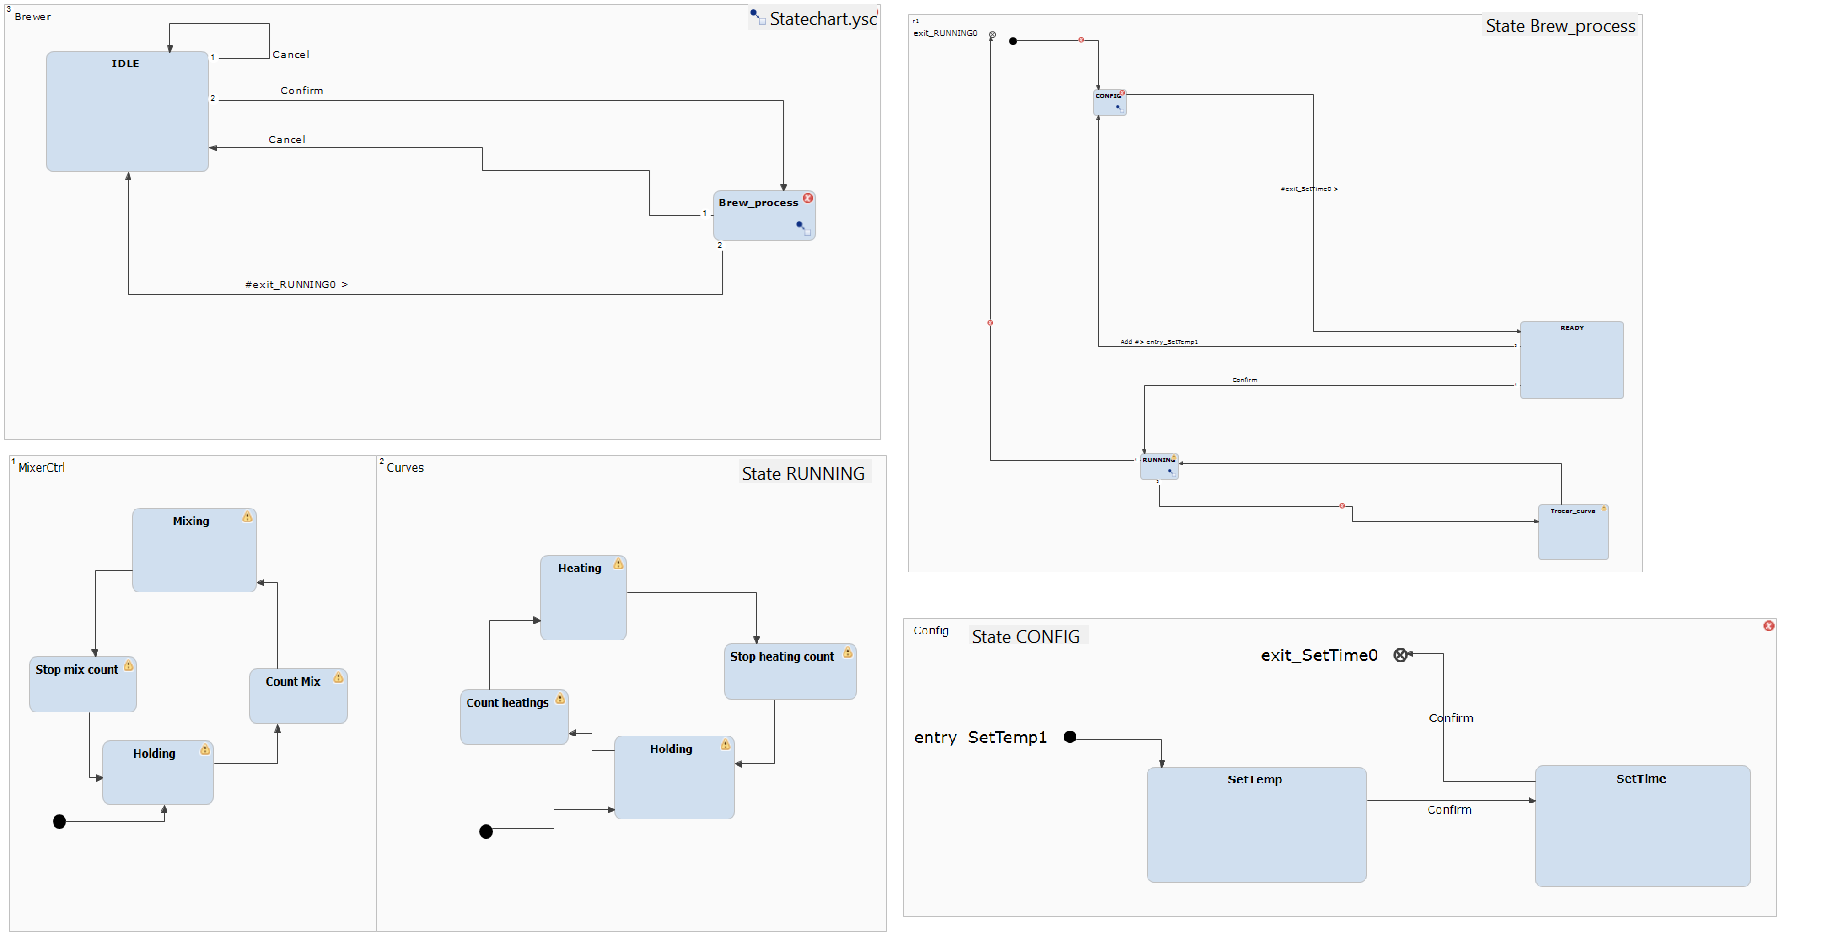 3
Brewer
Statechart.ysc
IDLE
1
Cancel
2
Confirm
Cancel
Brew_process
1
2
#exit_RUNNING0 >
r1
exit_RUNNING0
State Brew_process
CONFIG
#exit_SetTime0 >
READY
Add #> entry_SetTemp1
Confirm
RUNNING
Tracer_curve
1
MixerCtrl
2
Curves
State RUNNING
Mixing
Stop mix count
Count Mix
Holding
Heating
Stop heating count
Count heatings
Holding
Config
State CONFIG
exit_SetTime0
Confirm
entry_SetTemp1
SetTemp
Confirm
SetTime